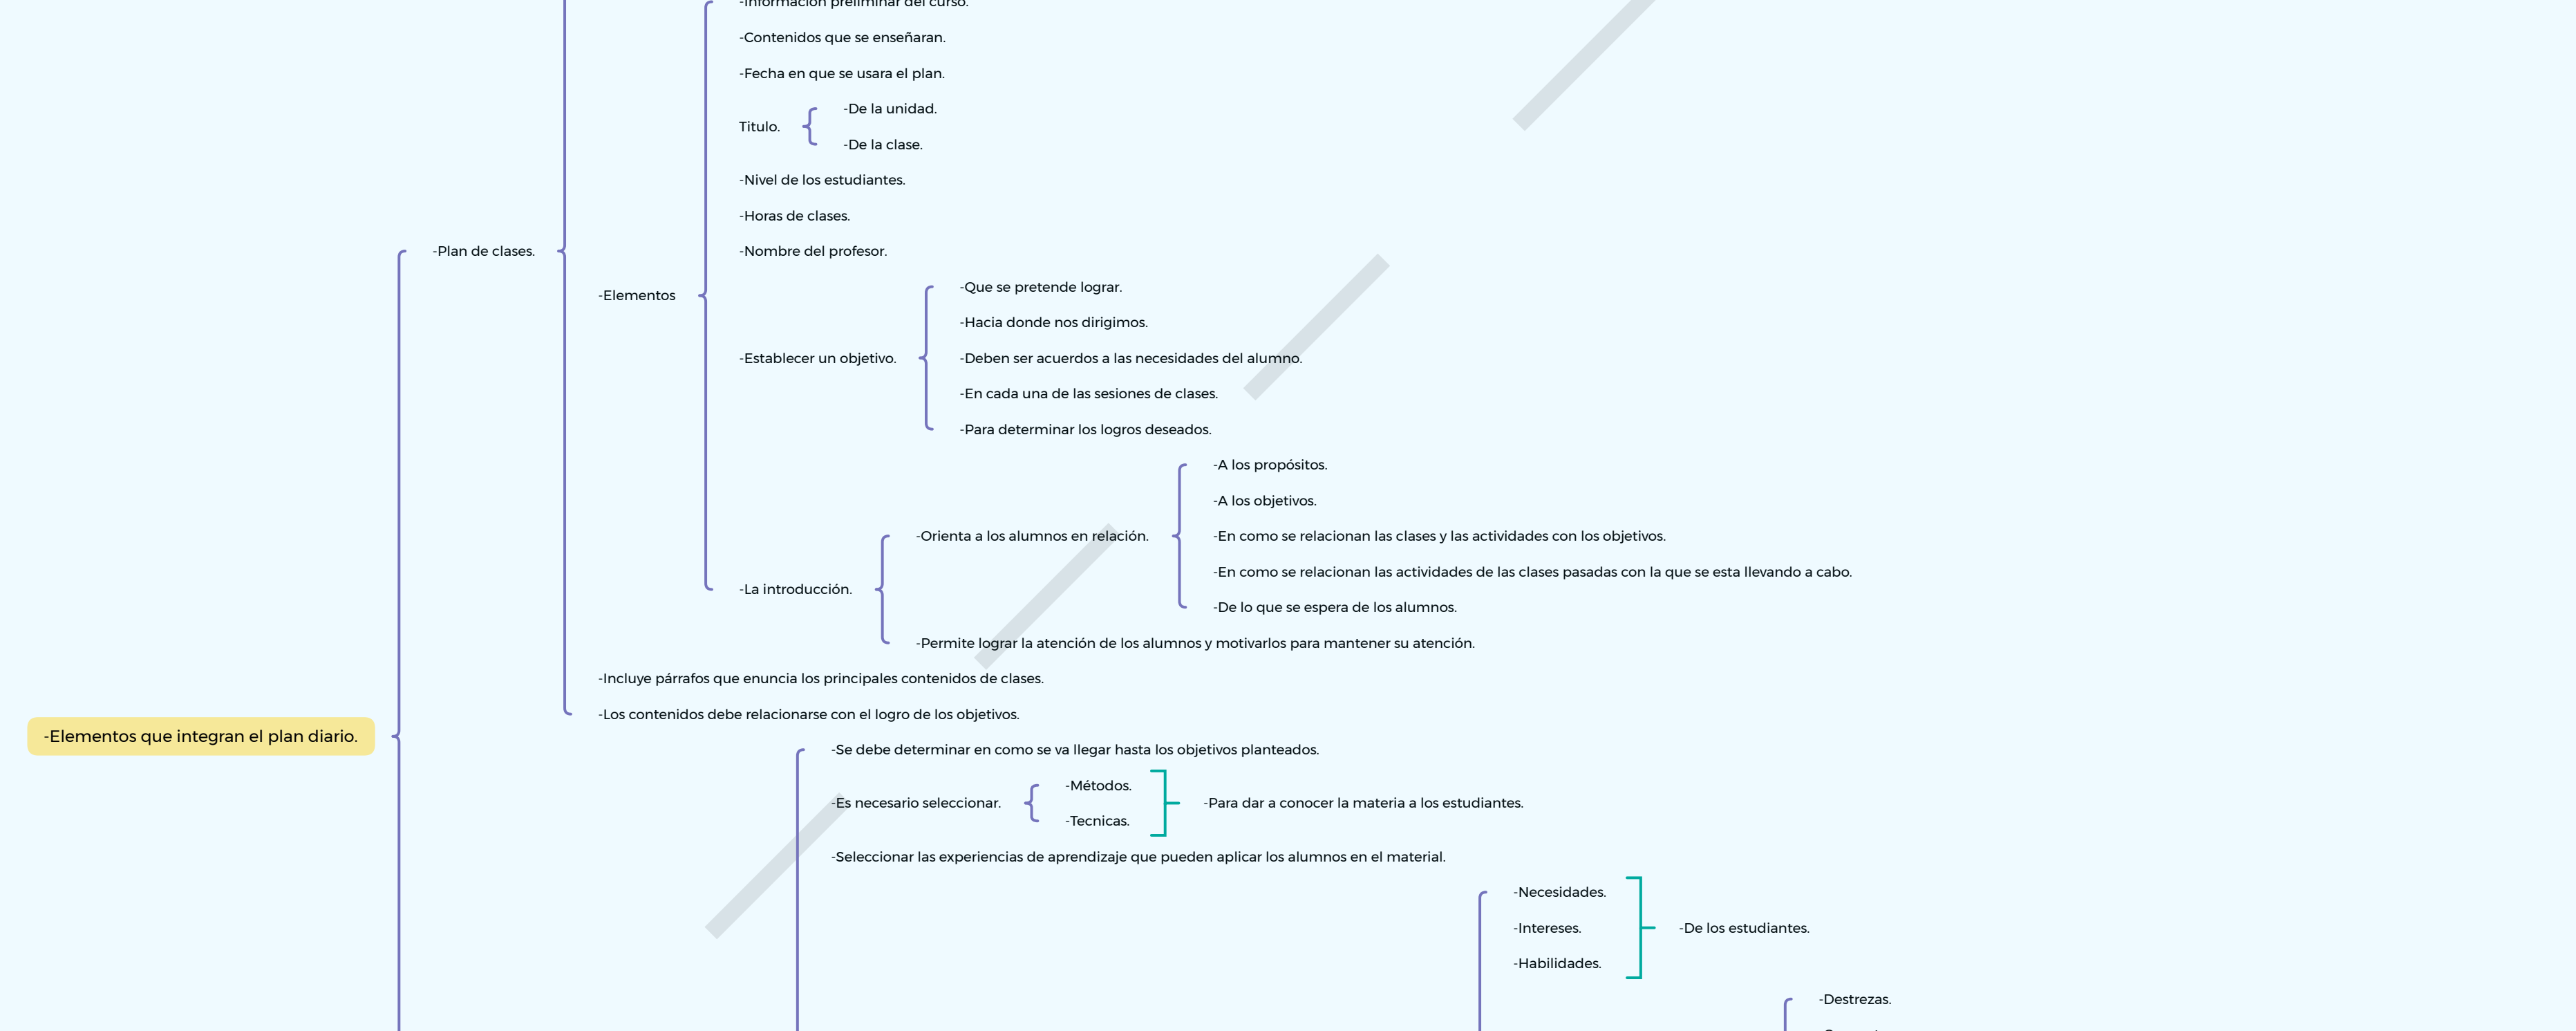 -Información preliminar del curso.
-Contenidos que se enseñaran.
-Fecha en que se usara el plan.
Titulo.
-De la unidad.
-De la clase.
-Nivel de los estudiantes.
-Horas de clases.
-Nombre del profesor.
-Plan de clases.
-Elementos
-Establecer un objetivo.
-Que se pretende lograr.
-Hacia donde nos dirigimos.
-Deben ser acuerdos a las necesidades del alumno.
-En cada una de las sesiones de clases.
-Para determinar los logros deseados.
-La introducción.
-Orienta a los alumnos en relación.
-A los propósitos.
-A los objetivos.
-En como se relacionan las clases y las actividades con los objetivos.
-En como se relacionan las actividades de las clases pasadas con la que se esta llevando a cabo.
-De lo que se espera de los alumnos.
-Permite lograr la atención de los alumnos y motivarlos para mantener su atención.
-Incluye párrafos que enuncia los principales contenidos de clases.
-Los contenidos debe relacionarse con el logro de los objetivos.
-Elementos que integran el plan diario.
-Se debe determinar en como se va llegar hasta los objetivos planteados.
-Es necesario seleccionar.
-Métodos.
-Tecnicas.
-Para dar a conocer la materia a los estudiantes.
-Seleccionar las experiencias de aprendizaje que pueden aplicar los alumnos en el material.
-Necesidades.
-Intereses.
-Habilidades.
-De los estudiantes.
-Destrezas.